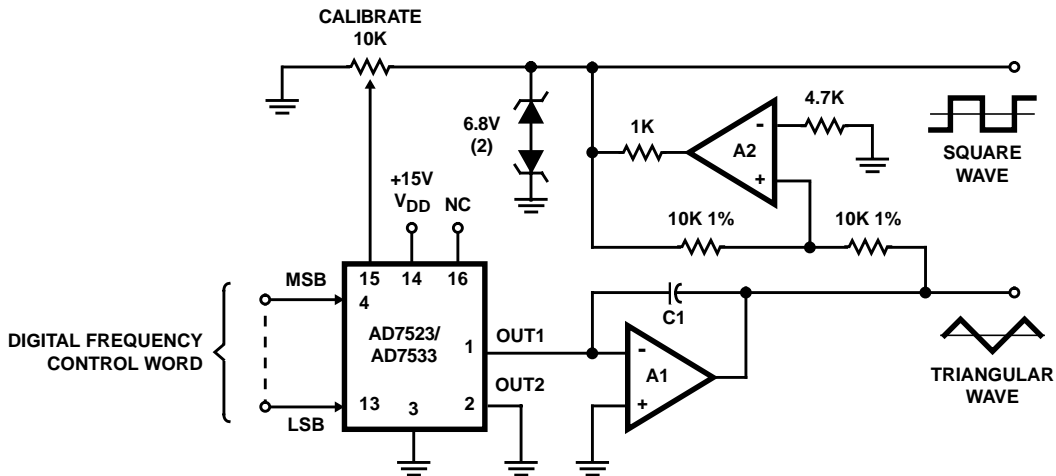 CALIBRATE
10K
6.8V
(2)
1K
A2
-
+
4.7K
SQUARE
WAVE
10K 1%
10K 1%
+15V
VDD
NC
15
14
16
MSB
4
DIGITAL FREQUENCY
CONTROL WORD
AD7523/
AD7533
1
OUT1
OUT2
13
3
2
LSB
C1
-
A1
+
TRIANGULAR
WAVE